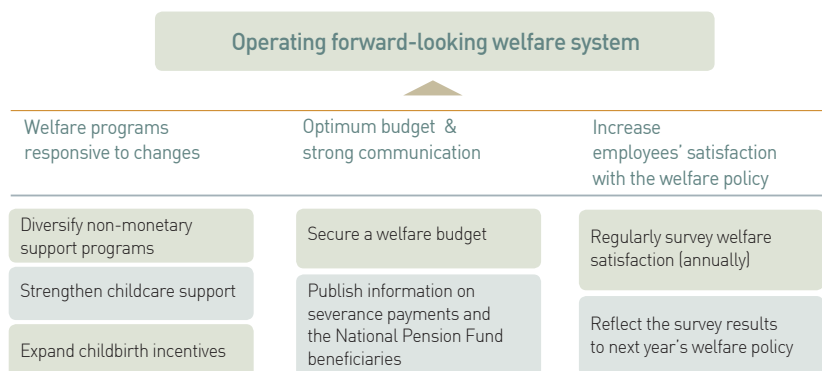 Operating forward-looking welfare system
Welfare programs
responsive to changes
Optimum budget &
strong communication
Increase
employees’ satisfaction
with the welfare policy
Diversify non-monetary
support programs
Strengthen childcare support
Expand childbirth incentives
Secure a welfare budget
Publish information on
severance payments and
the National Pension Fund
beneficiaries
Regularly survey welfare
satisfaction (annually)
Reflect the survey results
to next year’s welfare policy